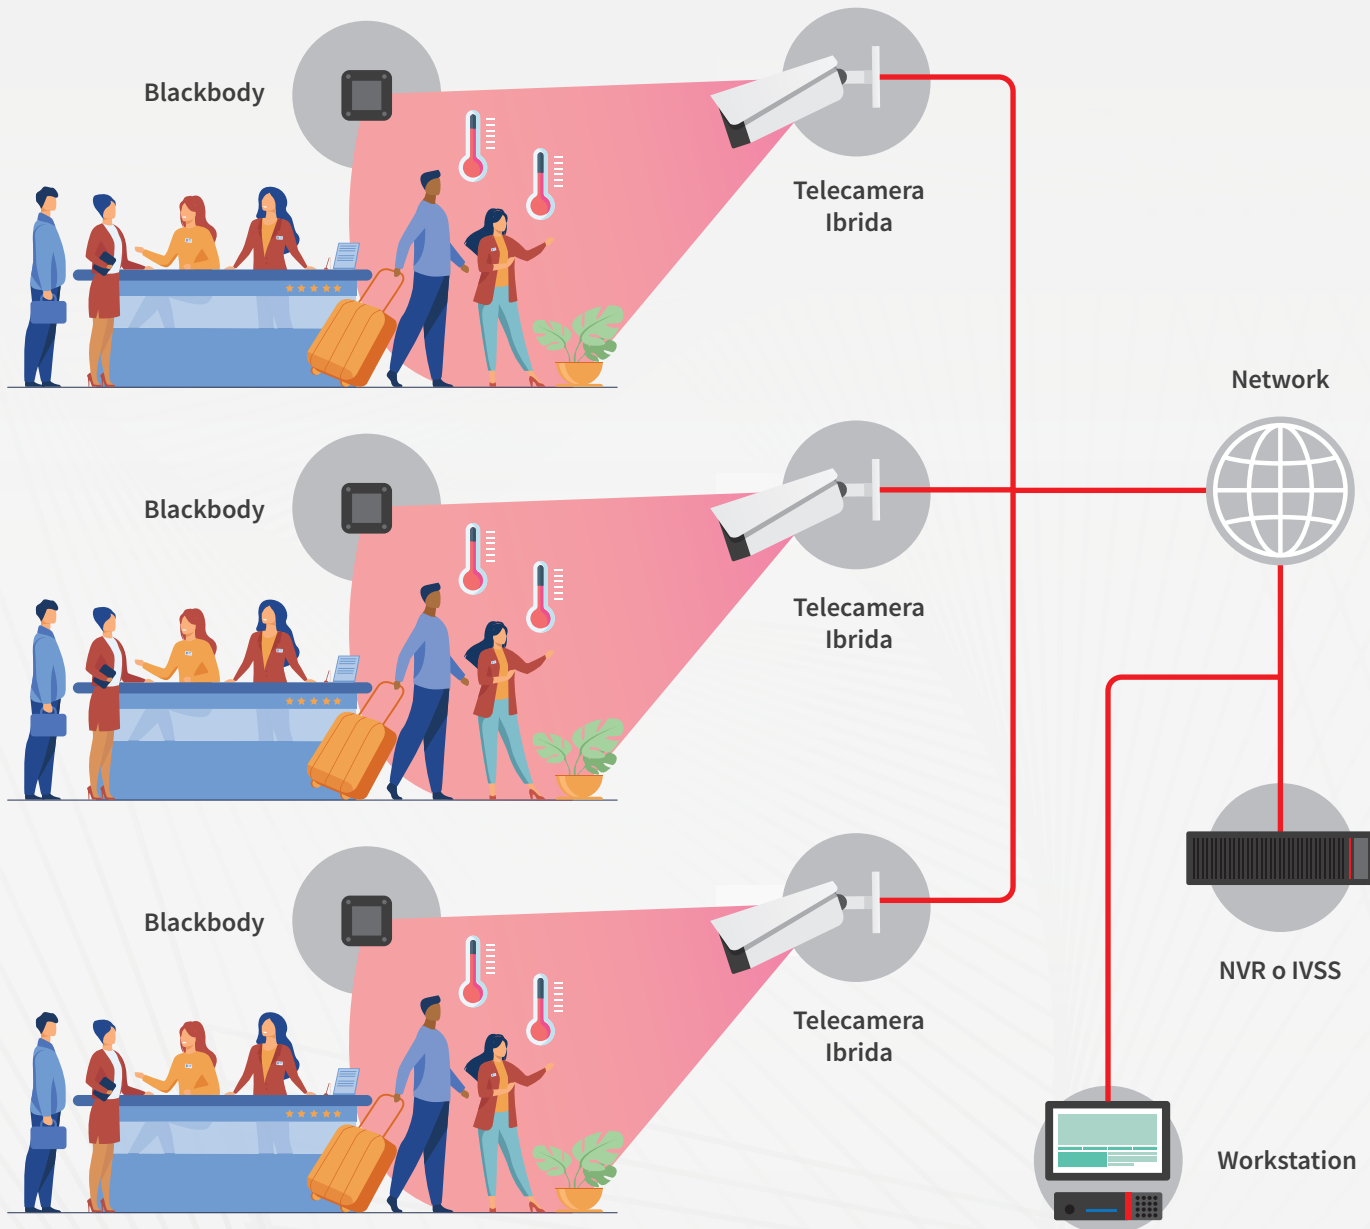 Blackbody
Telecamera
Ibrida
Network
Blackbody
Telecamera
Ibrida
Blackbody
NVR o IVSS
Telecamera
Ibrida
Workstation